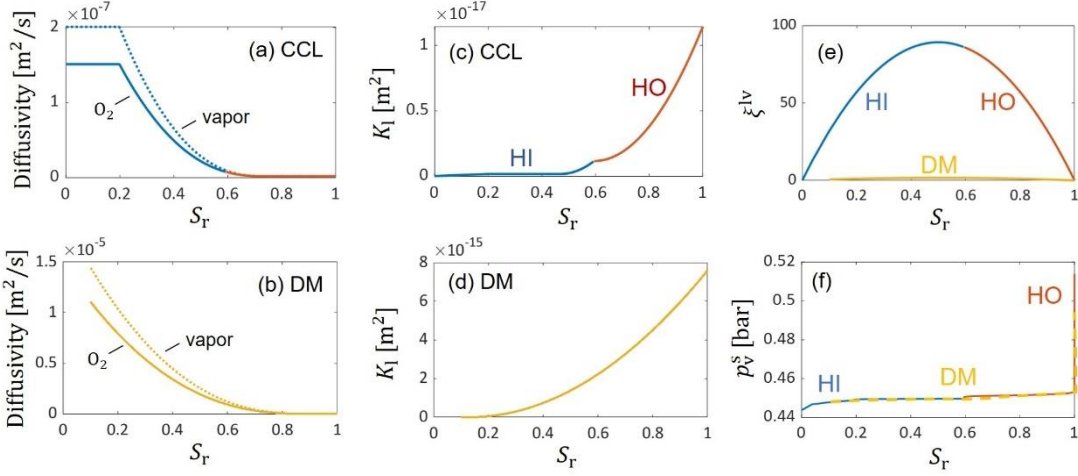 ×10⁻⁷
2
1
0
Diffusivity [m²/s]
(a) CCL
O₂
vapor
0 0.2 0.4 0.6 0.8 1
Sᵣ
×10⁻¹⁷
1
0.5
0
Kₗ [m²]
(c) CCL
HI
HO
0 0.2 0.4 0.6 0.8 1
Sᵣ
100
50
0
ξˡᵛ
(e)
HI
HO
DM
0 0.2 0.4 0.6 0.8 1
Sᵣ
×10⁻⁵
1.5
1
0.5
0
Diffusivity [m²/s]
(b) DM
O₂
vapor
0 0.2 0.4 0.6 0.8 1
Sᵣ
×10⁻¹⁵
8
6
4
2
0
Kₗ [m²]
(d) DM
0 0.2 0.4 0.6 0.8 1
Sᵣ
0.52
0.5
0.48
0.46
0.44
pᵥˢ [bar]
(f)
HO
HI
DM
0 0.2 0.4 0.6 0.8 1
Sᵣ